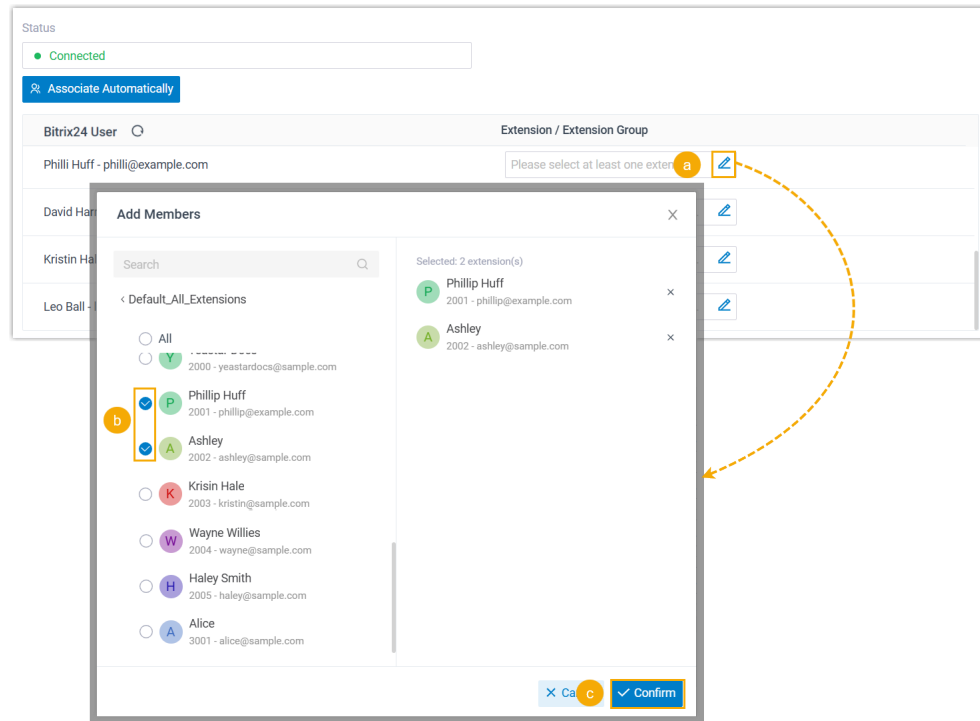 Status
Connected
Associate Automatically
Bitrix24 User Extension / Extension Group
Philli Huff - philli@example.com Please select at least one exten a
David Har
Kristin Hal
Leo Ball -
Add Members
Search
Default_All_Extensions
All
Y
2000 - yeastardocs@sample.com
b
P Phillip Huff
2001 - phillip@example.com
A Ashley
2002 - ashley@sample.com
K Krisin Hale
2003 - kristin@sample.com
W Wayne Willies
2004 - wayne@sample.com
H Haley Smith
2005 - haley@sample.com
A Alice
3001 - alice@sample.com
Selected: 2 extension(s)
P Phillip Huff
2001 - phillip@example.com
A Ashley
2002 - ashley@sample.com
Ca c Confirm